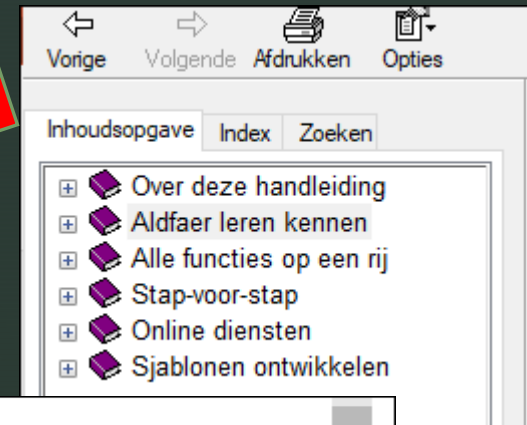 Vorige Volgende Afdrukken Opties
Inhoudsopgave Index Zoeken
Over deze handleiding
Aldfaer leren kennen
Alle functies op een rij
Stap-voor-stap
Online diensten
Sjablonen ontwikkelen